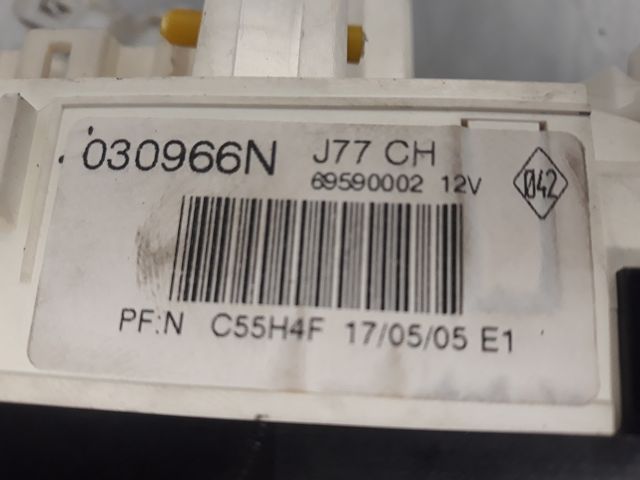 030966N J77 CH
69590002 12V
042
PF:N C55H4F 17/05/05 E1